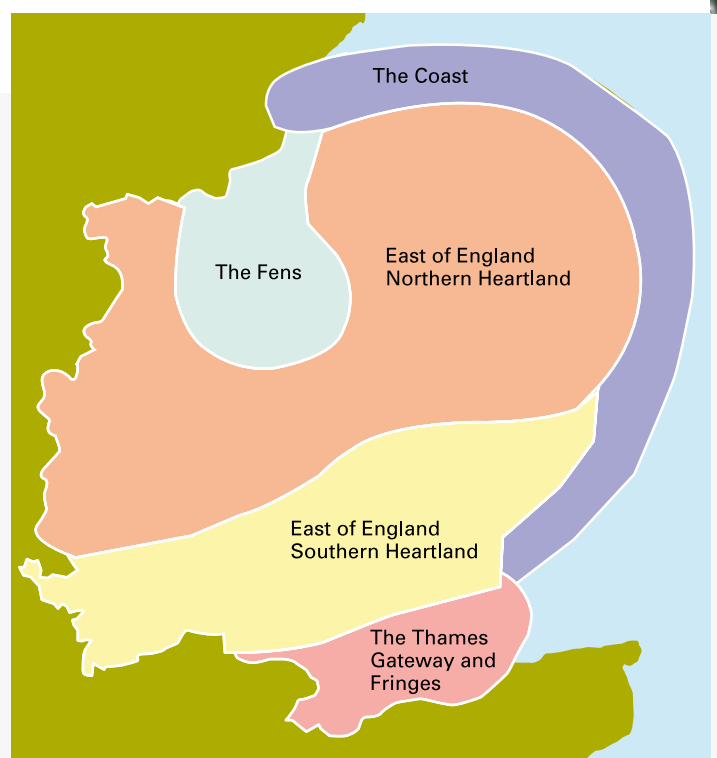 The Coast
East of England
Northern Heartland
The Fens
East of England
Southern Heartland
The Thames
Gateway and
Fringes